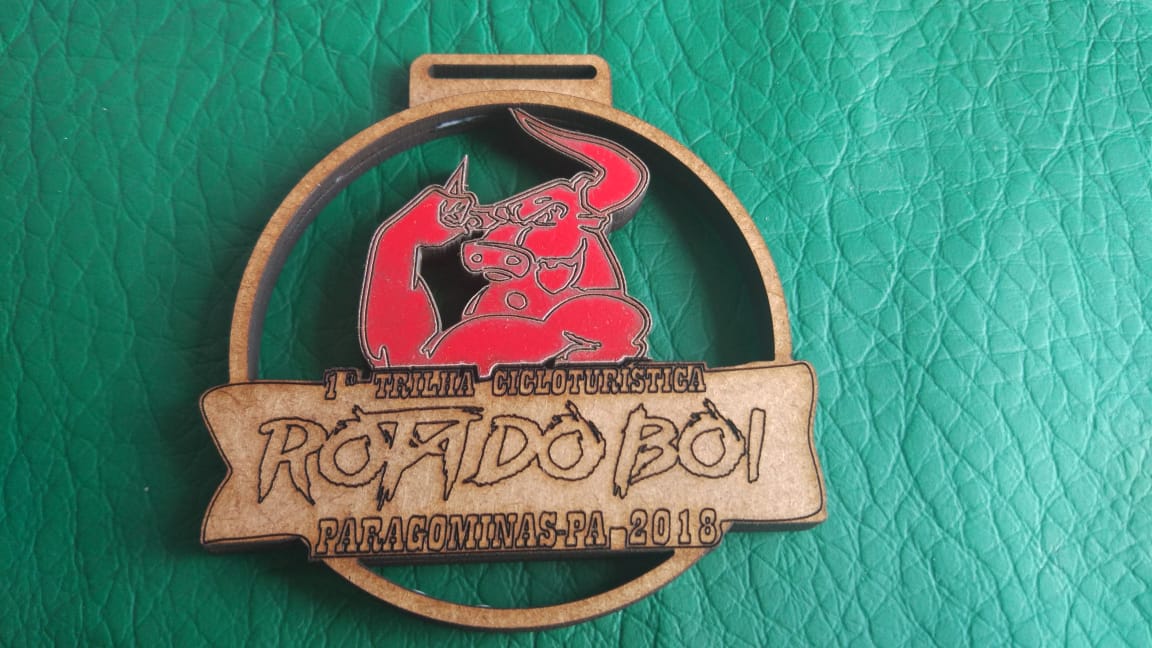 1ª TRILHA CICLOTURÍSTICA
ROTA DO BOI
PARAGOMINAS-PA 2018